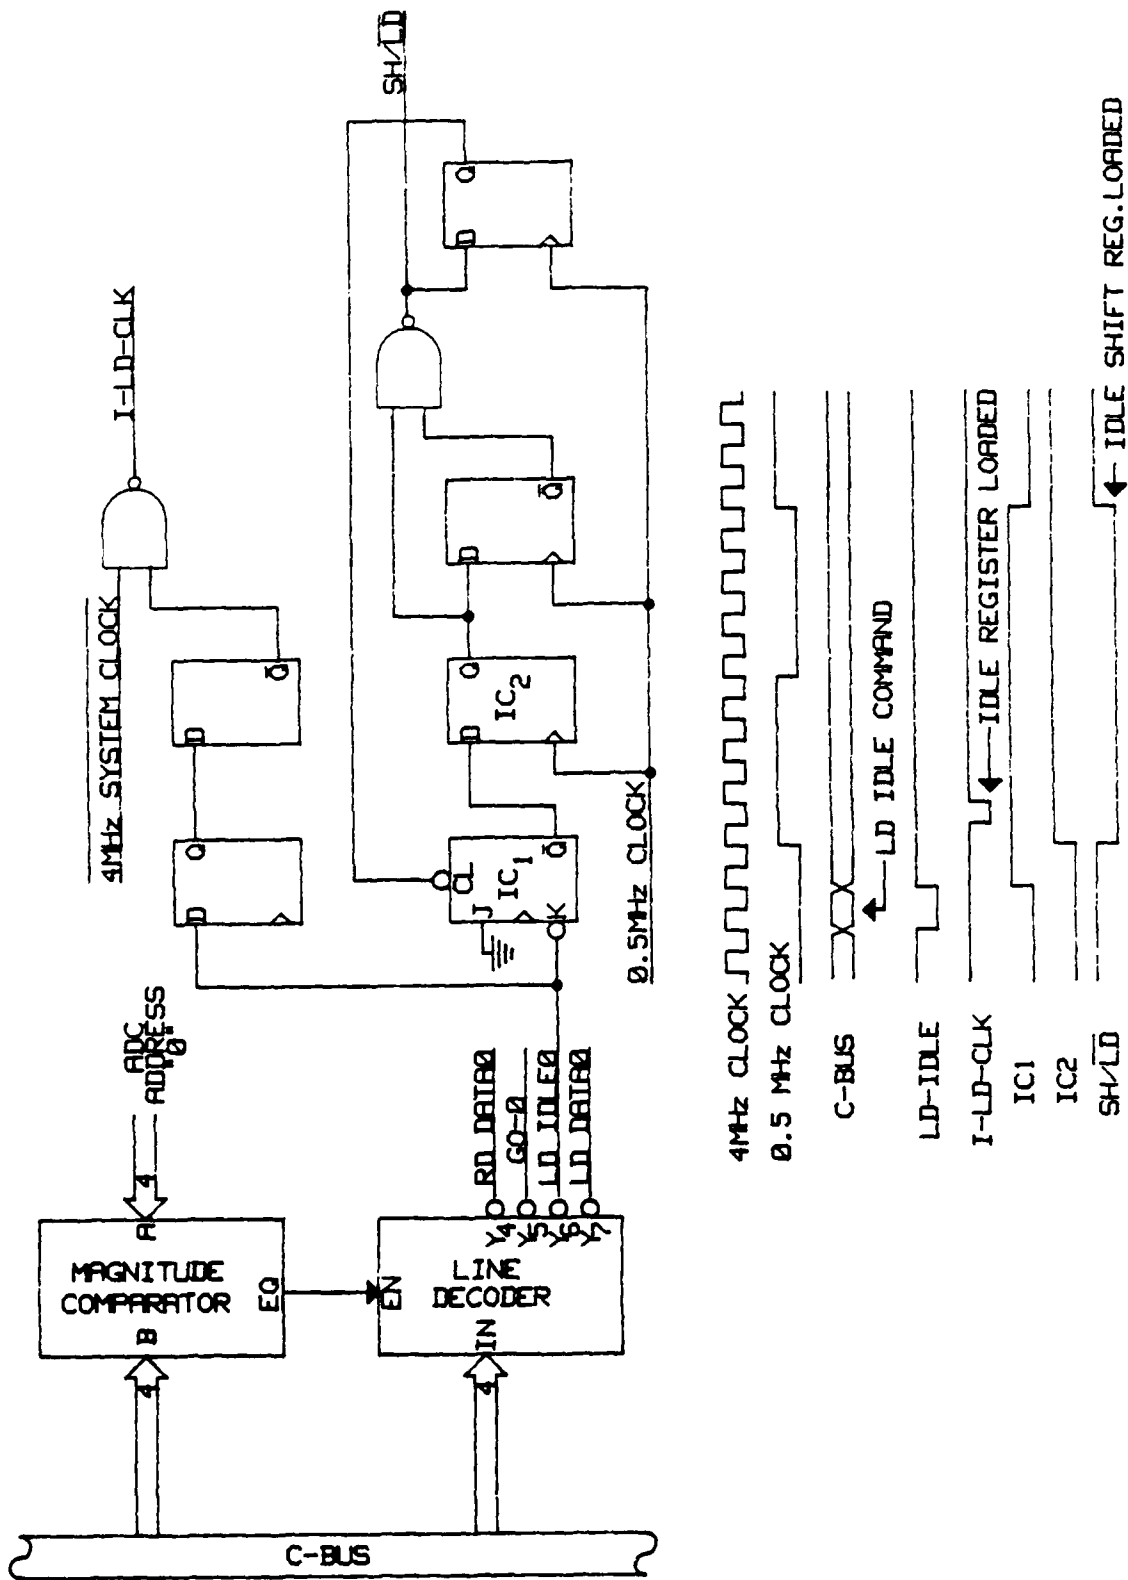 C-BUS
4
4
MAGNITUDE
COMPARATOR
A
B
EQ
4
ADC
ADDRESS
"0"
LINE
DECODER
EN
IN
Y4
Y5
Y6
Y7
RD DATA0
GO-0
LD IDLE0
LD DATA0
D
Q
D
Q
4MHz SYSTEM CLOCK
I-LD-CLK
J
CL
K
IC1
Q
D
Q
IC2
D
Q
D
Q
SH/LD
0.5MHz CLOCK
4MHz CLOCK
0.5 MHz CLOCK
C-BUS
LD IDLE COMMAND
LD-IDLE
I-LD-CLK
IDLE REGISTER LOADED
IC1
IC2
SH/LD
IDLE SHIFT REG.LOADED